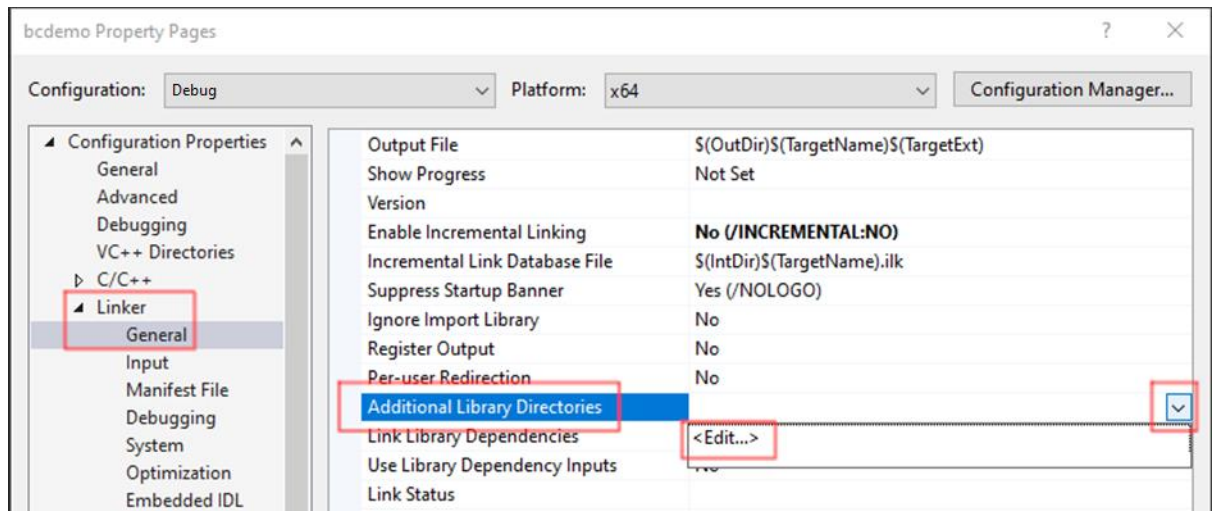 bcdemo Property Pages ?
Configuration: Debug Platform: x64 Configuration Manager...
Configuration Properties
General
Advanced
Debugging
VC++ Directories
C/C++
Linker
General
Input
Manifest File
Debugging
System
Optimization
Embedded IDL
Output File $(OutDir)$(TargetName)$(TargetExt)
Show Progress Not Set
Version
Enable Incremental Linking No (/INCREMENTAL:NO)
Incremental Link Database File $(IntDir)$(TargetName).ilk
Suppress Startup Banner Yes (/NOLOGO)
Ignore Import Library No
Register Output No
Per-user Redirection No
Additional Library Directories
Link Library Dependencies <Edit...>
Use Library Dependency Inputs No
Link Status